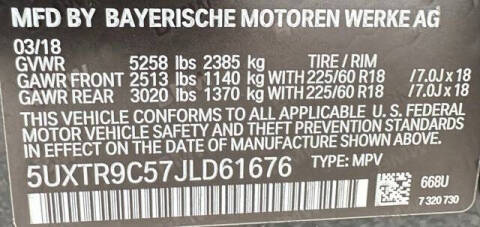 MFD BY BAYERISCHE MOTOREN WERKE AG
03/18
GVWR 5258 lbs 2385 kg TIRE / RIM
GAWR FRONT 2513 lbs 1140 kg WITH 225/60 R18 /7.0J x 18
GAWR REAR 3020 lbs 1370 kg WITH 225/60 R18 /7.0J x 18
THIS VEHICLE CONFORMS TO ALL APPLICABLE U. S. FEDERAL
MOTOR VEHICLE SAFETY AND THEFT PREVENTION STANDARDS
IN EFFECT ON THE DATE OF MANUFACTURE SHOWN ABOVE.
5UXTR9C57JLD61676 TYPE: MPV
668U
7 320 730